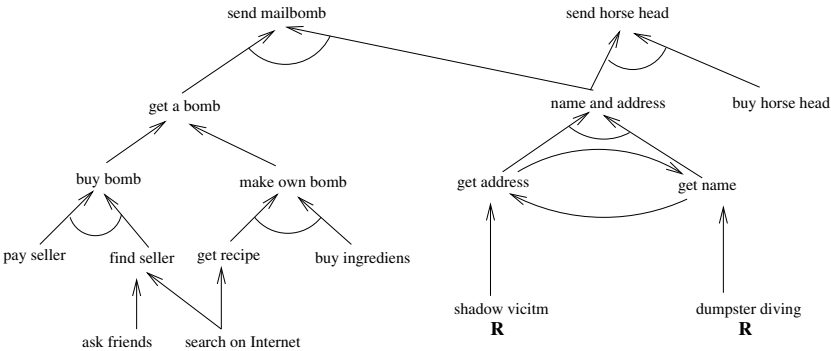 send mailbomb
send horse head
get a bomb
name and address
buy horse head
buy bomb
make own bomb
get address
get name
pay seller
find seller
get recipe
buy ingrediens
shadow vicitm
R
dumpster diving
R
ask friends
search on Internet